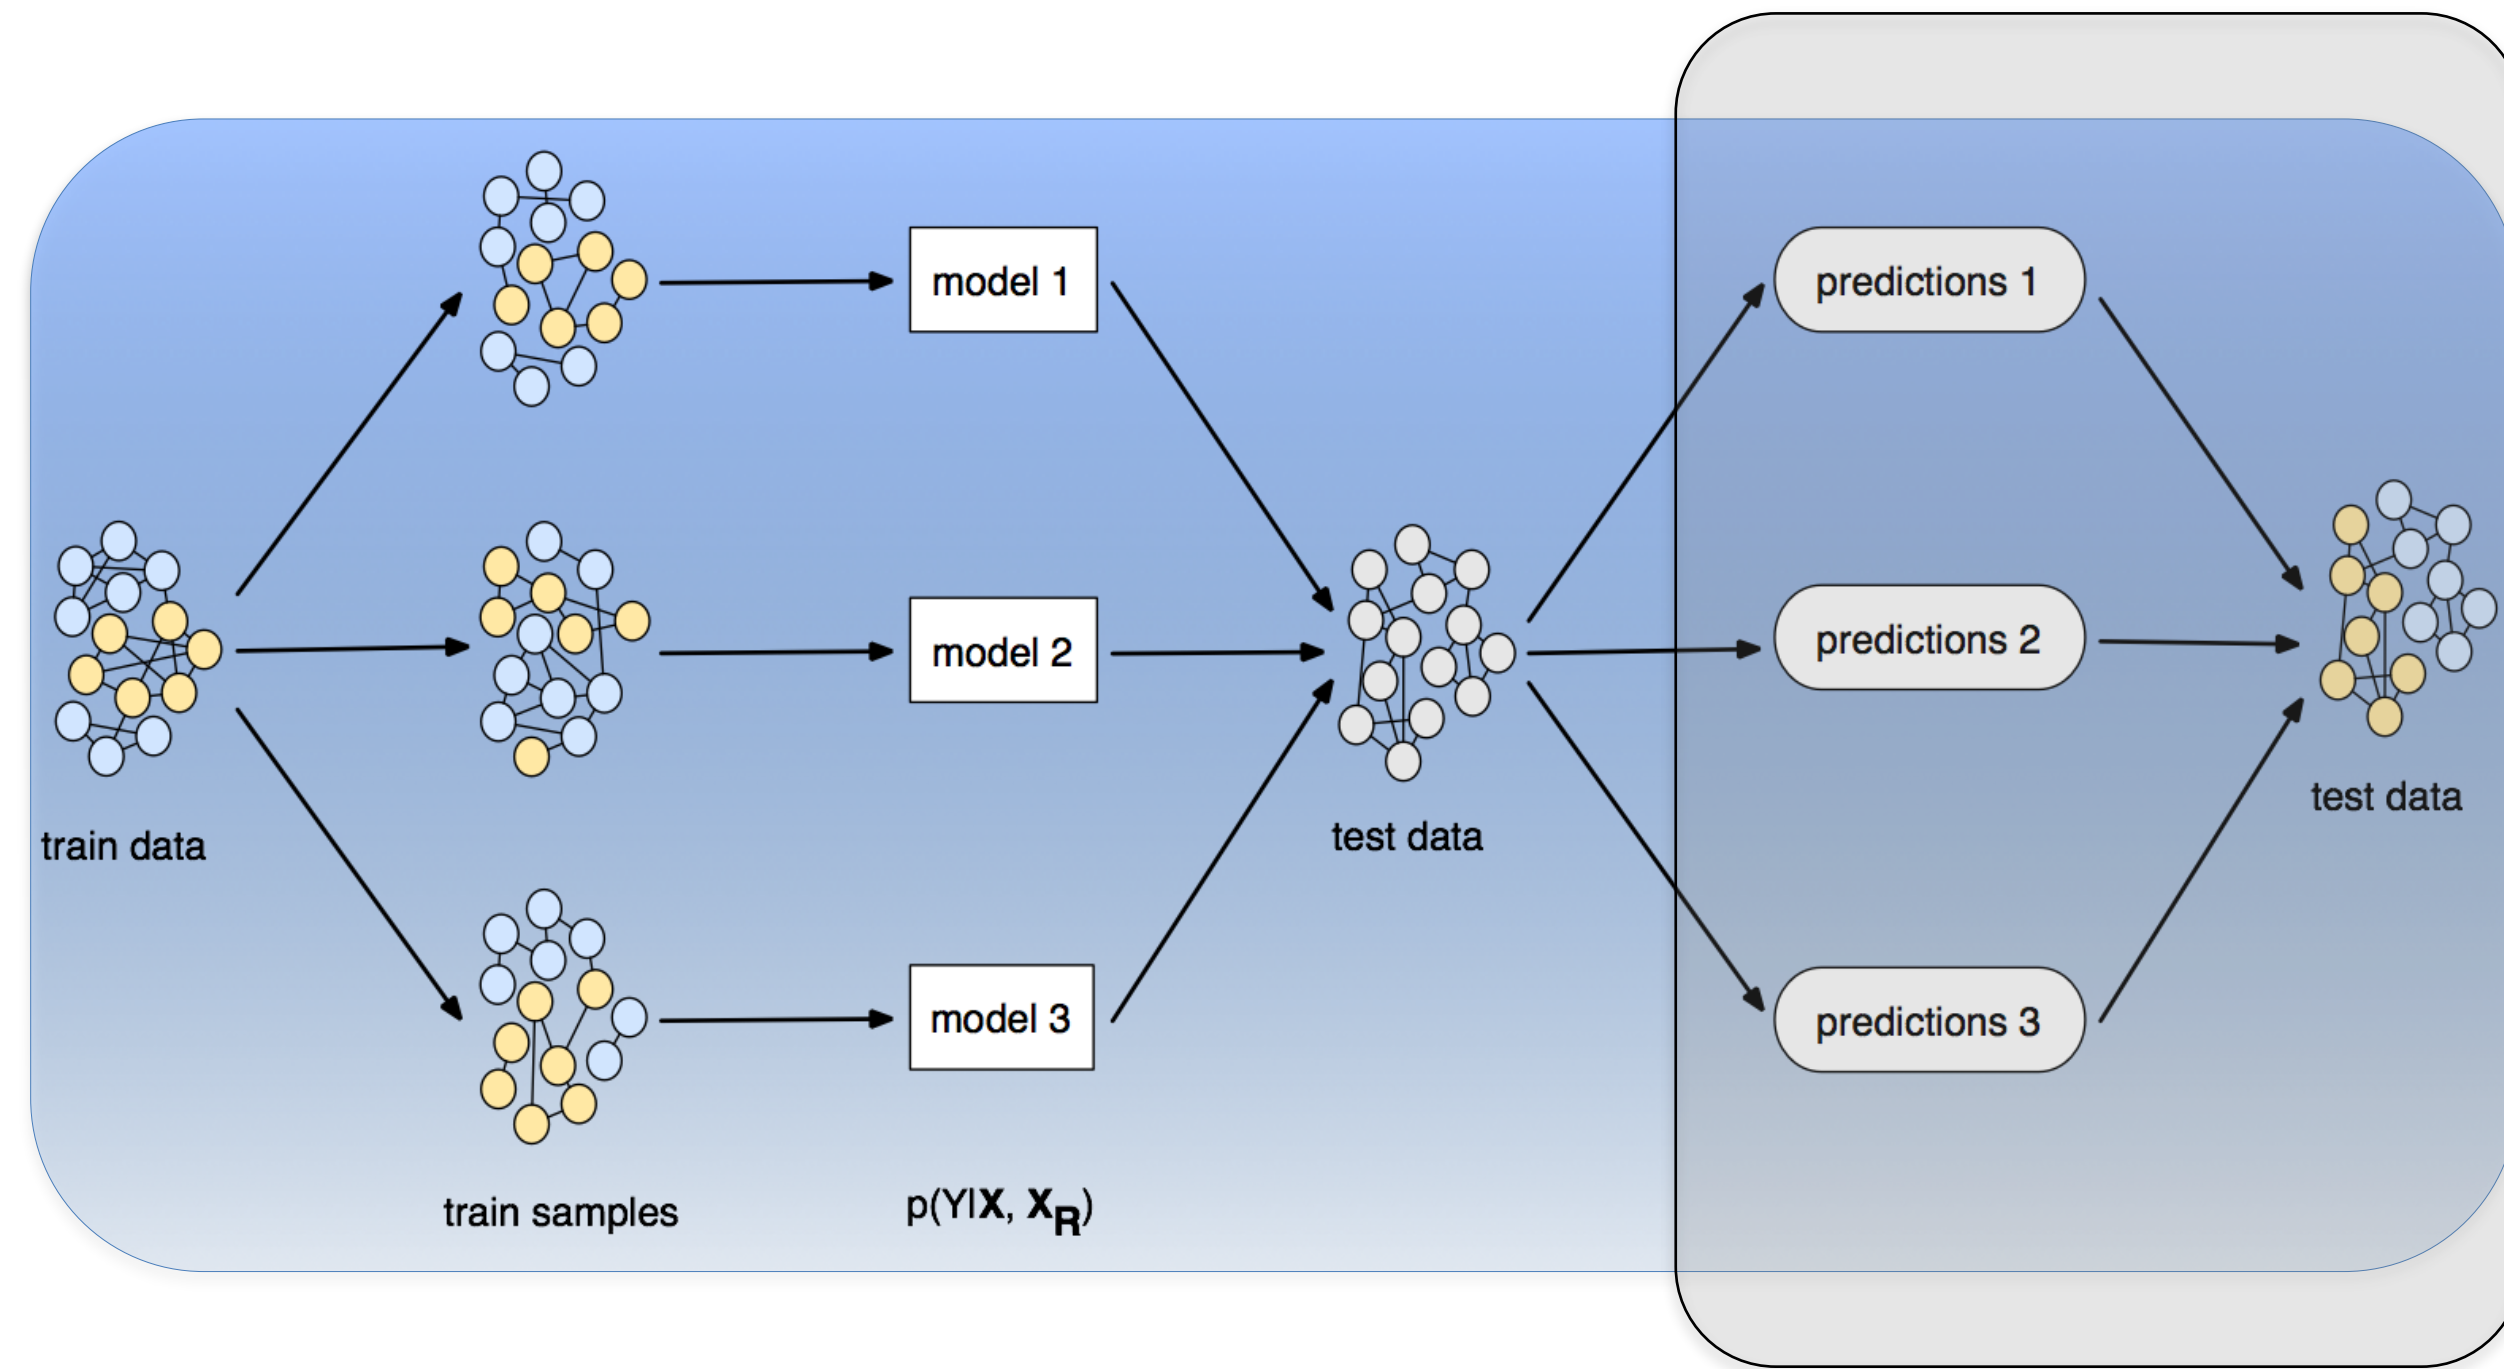 model 1
predictions 1
model 2
predictions 2
test data
train data
test data
model 3
predictions 3
train samples
p(Y|X, X_R)